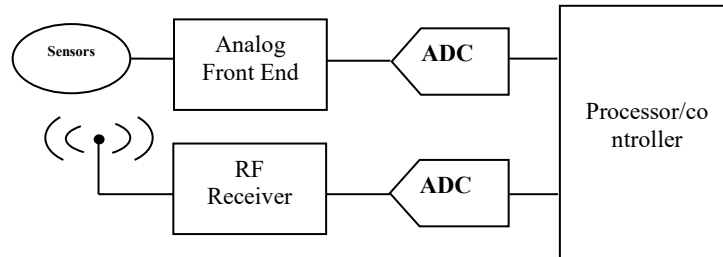 Sensors
Analog
Front End
ADC
Processor/co
ntroller
RF
Receiver
ADC